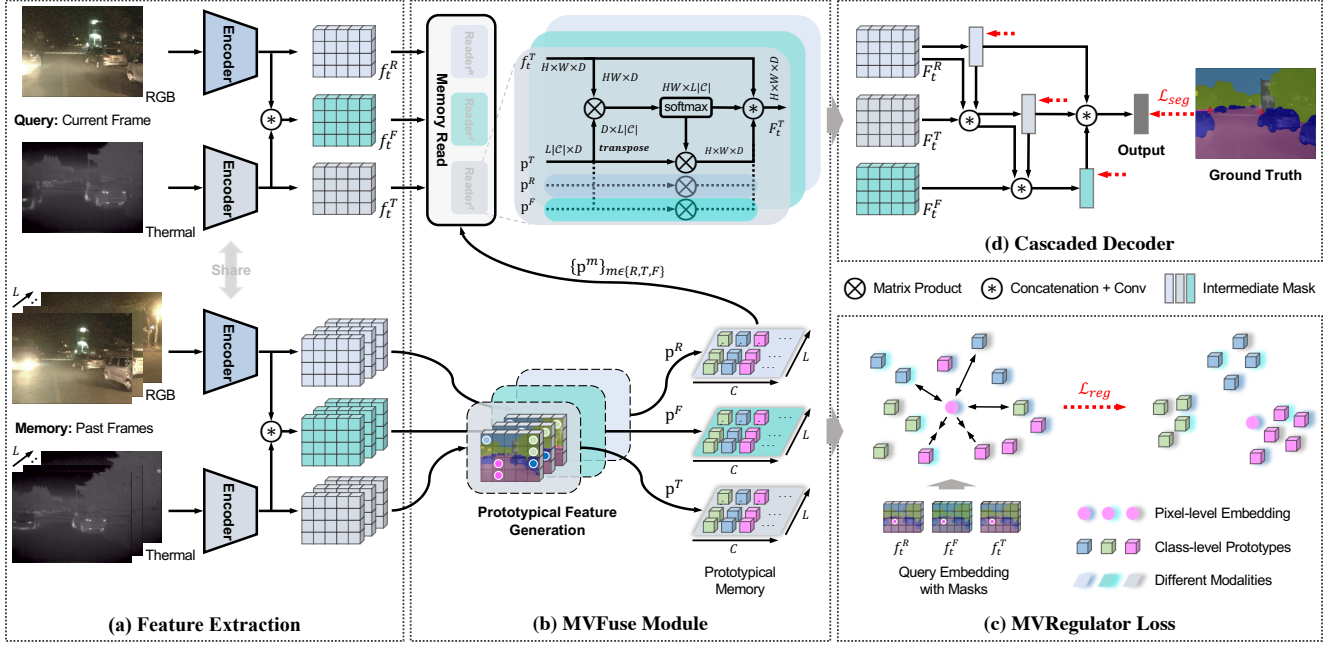 RGB
Query: Current Frame
Thermal
Encoder
Encoder
f_t^R
f_t^F
f_t^T
Share
L
RGB
Memory: Past Frames
L
Thermal
Encoder
Encoder
(a) Feature Extraction
Memory Read
Reader^R
Reader^F
Reader^T
f_t^T
H×W×D
HW×D
HW×L|C|
softmax
D×W×H
F_t^T
D×L|C|
transpose
L|C|×D
H×W×D
p^T
p^R
p^F
{p^m}_{m∈{R,T,F}}
p^R
p^F
p^T
C
L
C
L
C
L
Prototypical Feature
Generation
Prototypical
Memory
(b) MVFuse Module
F_t^R
F_t^T
F_t^F
ℒ_seg
Output
Ground Truth
(d) Cascaded Decoder
Matrix Product
Concatenation + Conv
Intermediate Mask
ℒ_reg
f_t^R
f_t^F
f_t^T
Query Embedding
with Masks
Pixel-level Embedding
Class-level Prototypes
Different Modalities
(c) MVRegulator Loss